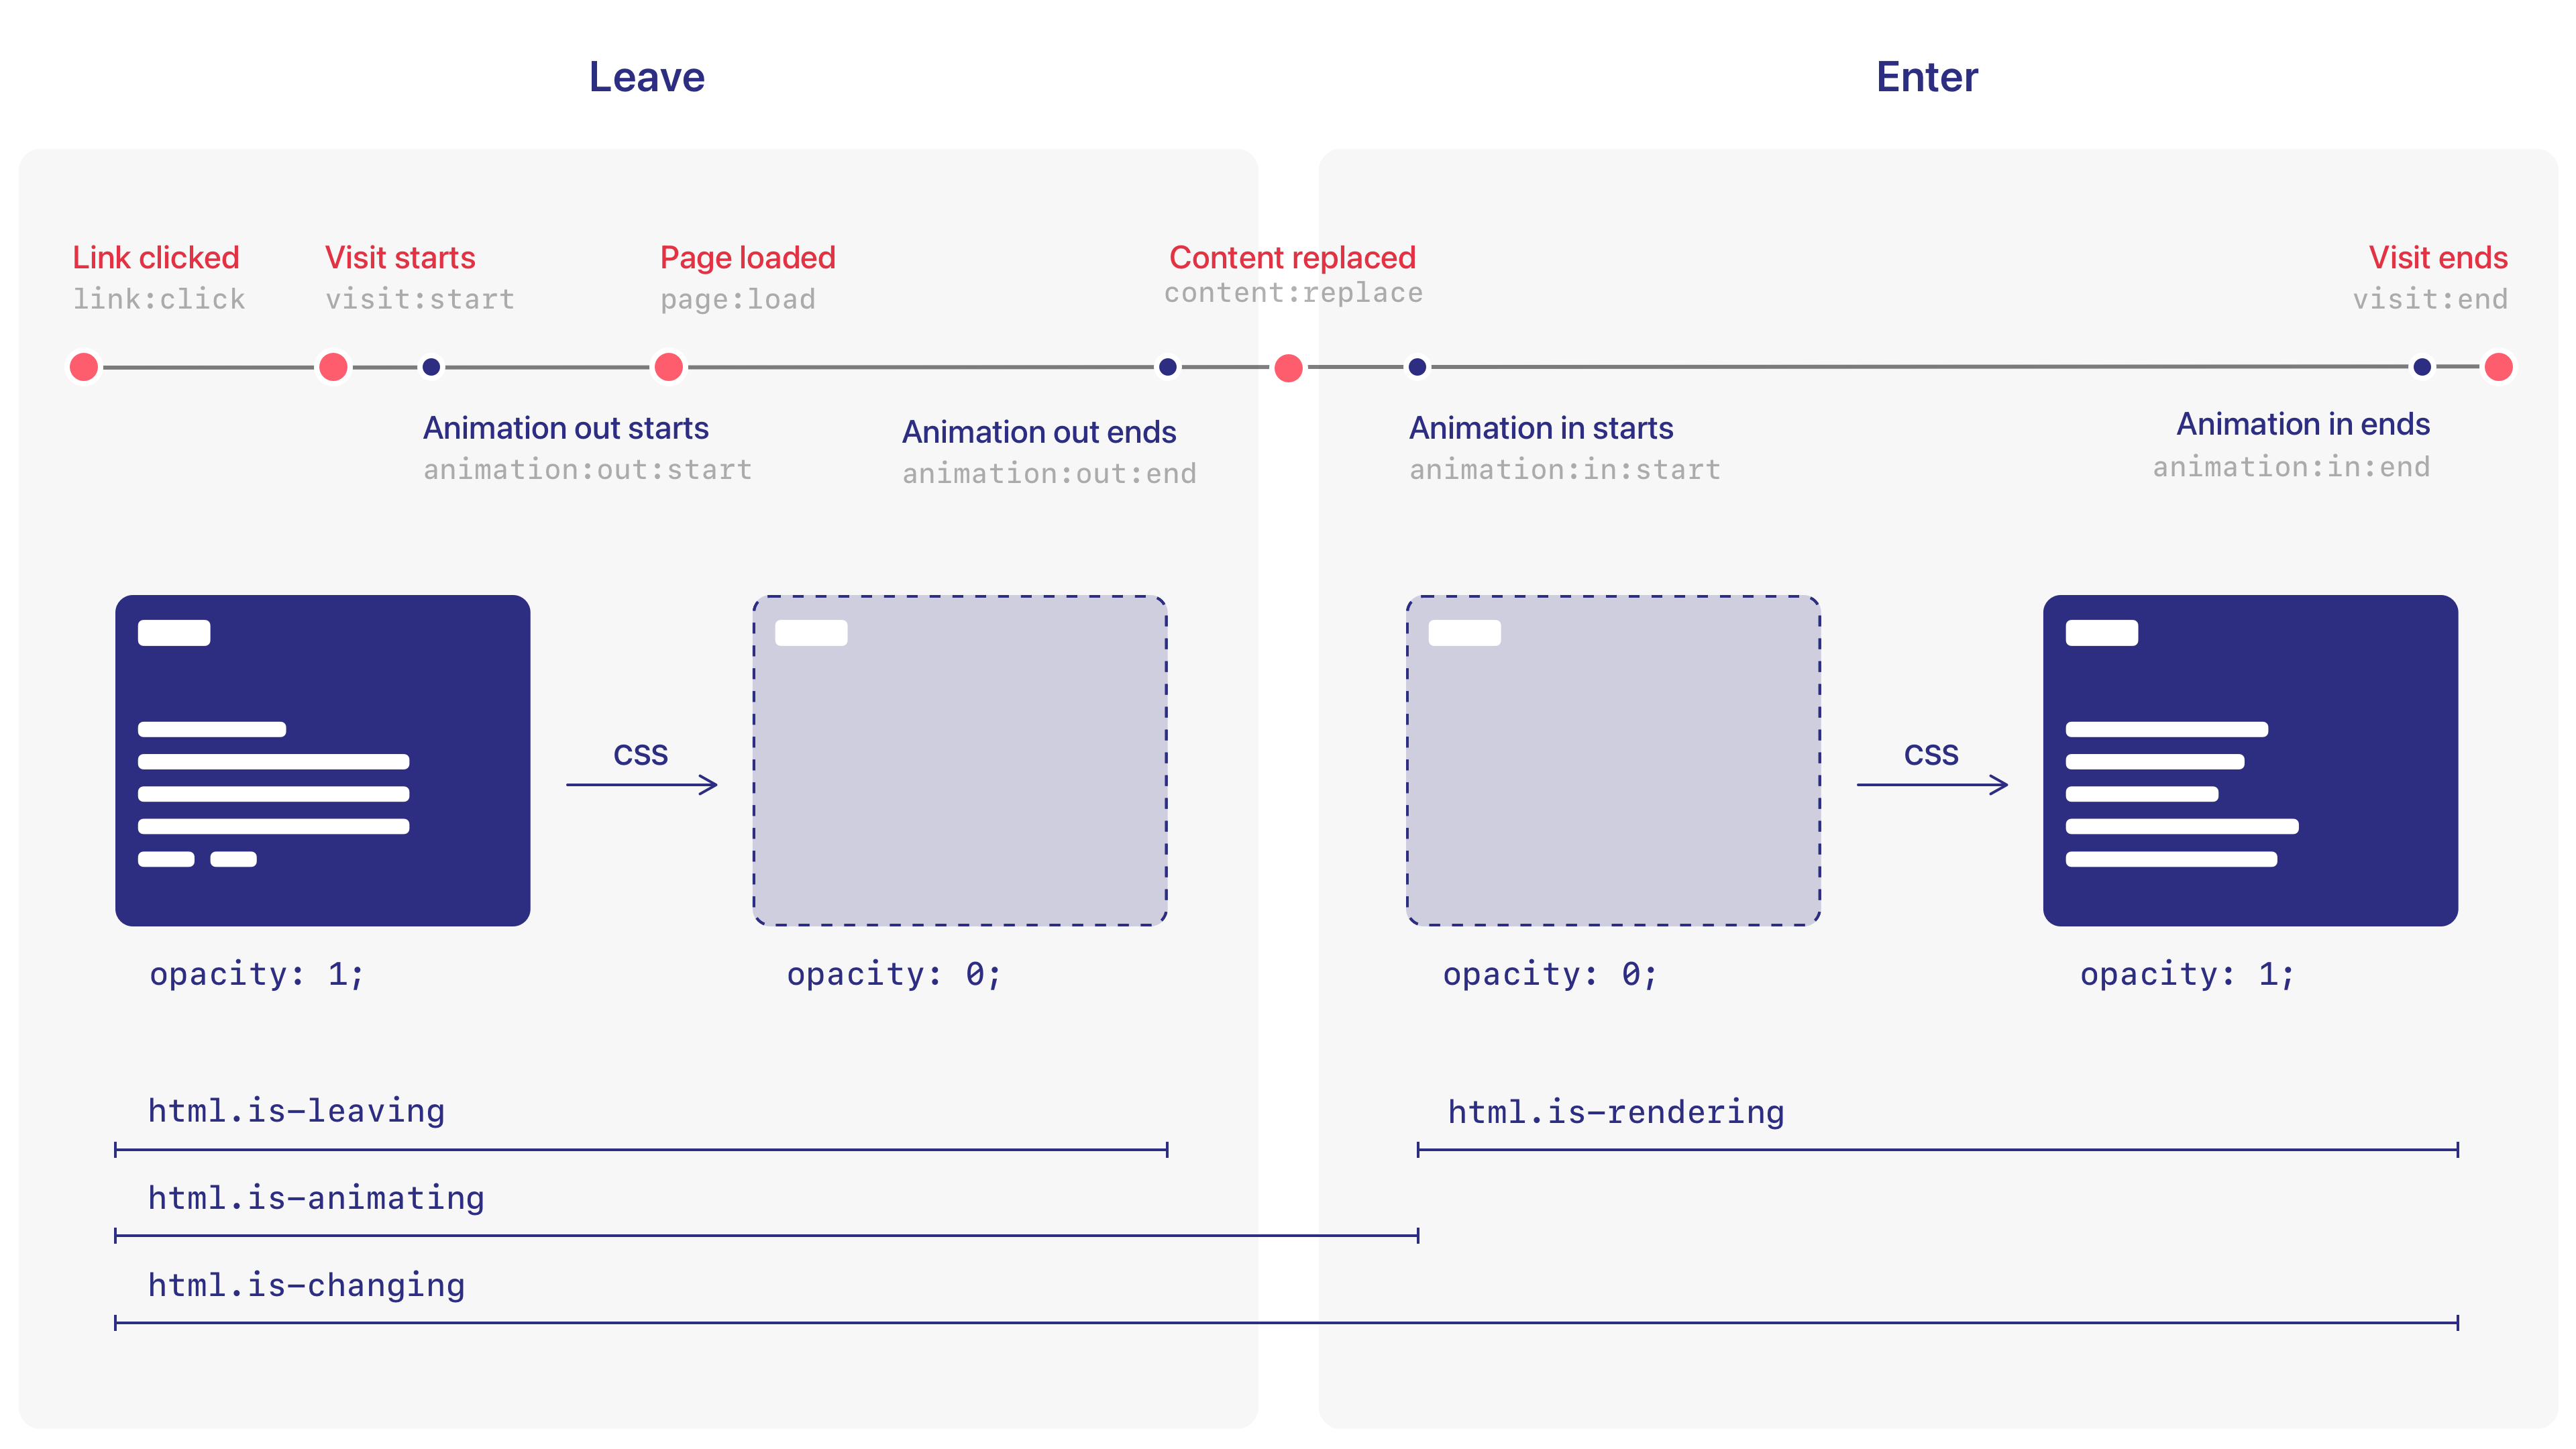 Leave
Enter
Link clicked
link:click
Visit starts
visit:start
Page loaded
page:load
Content replaced
content:replace
Visit ends
visit:end
Animation out starts
animation:out:start
Animation out ends
animation:out:end
Animation in starts
animation:in:start
Animation in ends
animation:in:end
CSS
CSS
opacity: 1;
opacity: 0;
opacity: 0;
opacity: 1;
html.is-leaving
html.is-rendering
html.is-animating
html.is-changing